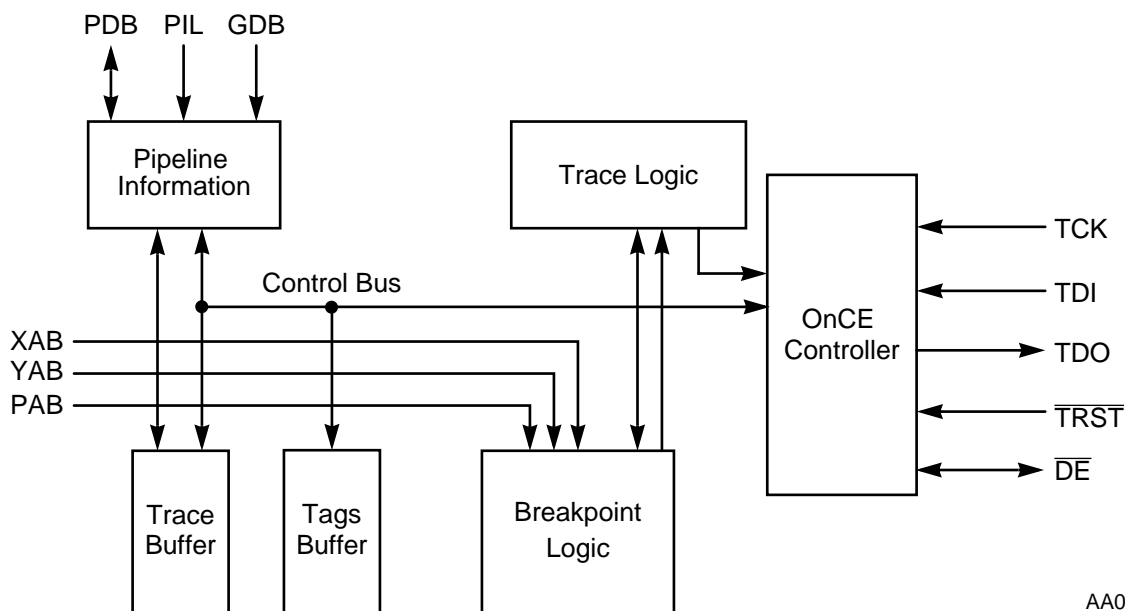 PDB PIL GDB
Pipeline
Information
Trace Logic
TCK
Control Bus
TDI
OnCE
Controller
XAB
TDO
YAB
PAB
TRST
DE
Trace
Buffer
Tags
Buffer
Breakpoint
Logic
AA0